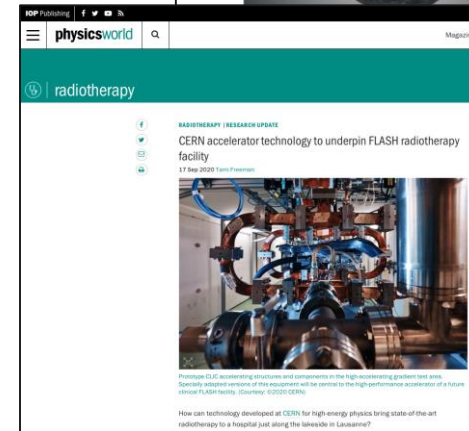 IOP Publishing
physicsworld
Magazi
radiotherapy
RADIOTHERAPY | RESEARCH UPDATE
CERN accelerator technology to underpin FLASH radiotherapy
facility
17 Sep 2020 Tami Freeman
Prototype CLIC accelerating structures and components in the high-accelerating gradient test area.
Specially adapted versions of this equipment will be central to the high-performance accelerator of a future
clinical FLASH facility. (Courtesy: ©2020 CERN)
How can technology developed at CERN for high-energy physics bring state-of-the-art
radiotherapy to a hospital just along the lakeside in Lausanne?